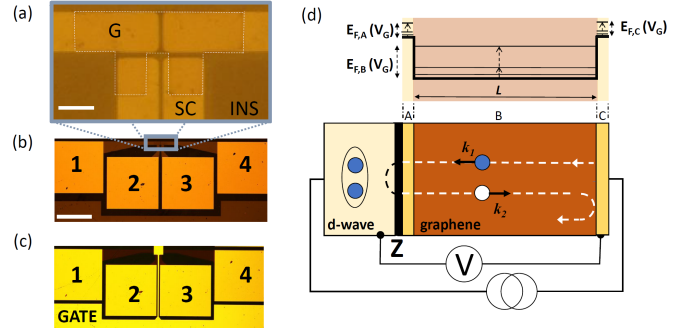 (a)
G
SC
INS
(b)
1
2
3
4
(c)
1
2
3
4
GATE
(d)
E_F,A (V_G)
E_F,B (V_G)
E_F,C (V_G)
L
A
B
C
k_1
k_2
d-wave
graphene
Z
V